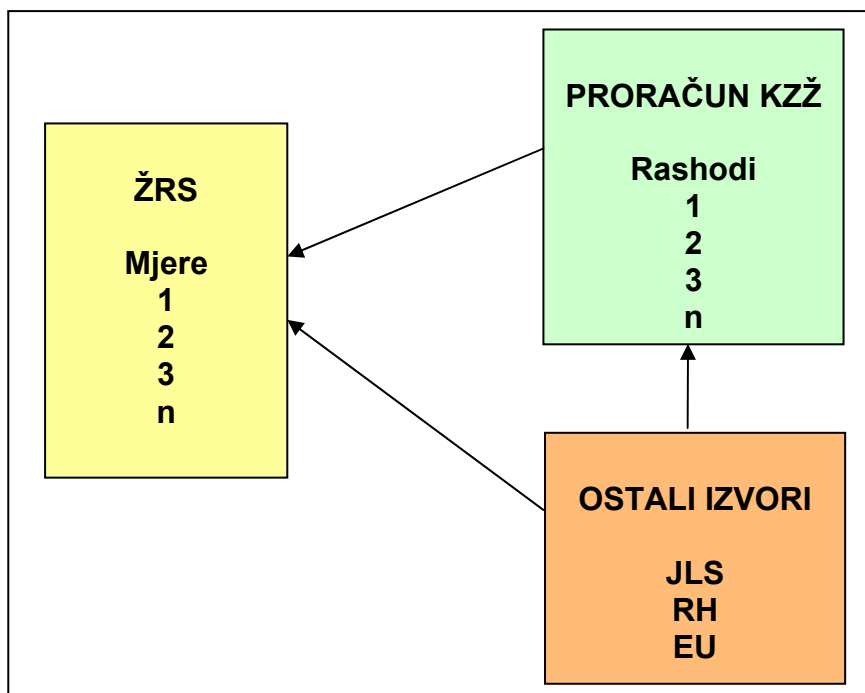 ŽRS
Mjere
1
2
3
n
PRORAČUN KZŽ
Rashodi
1
2
3
n
OSTALI IZVORI
JLS
RH
EU